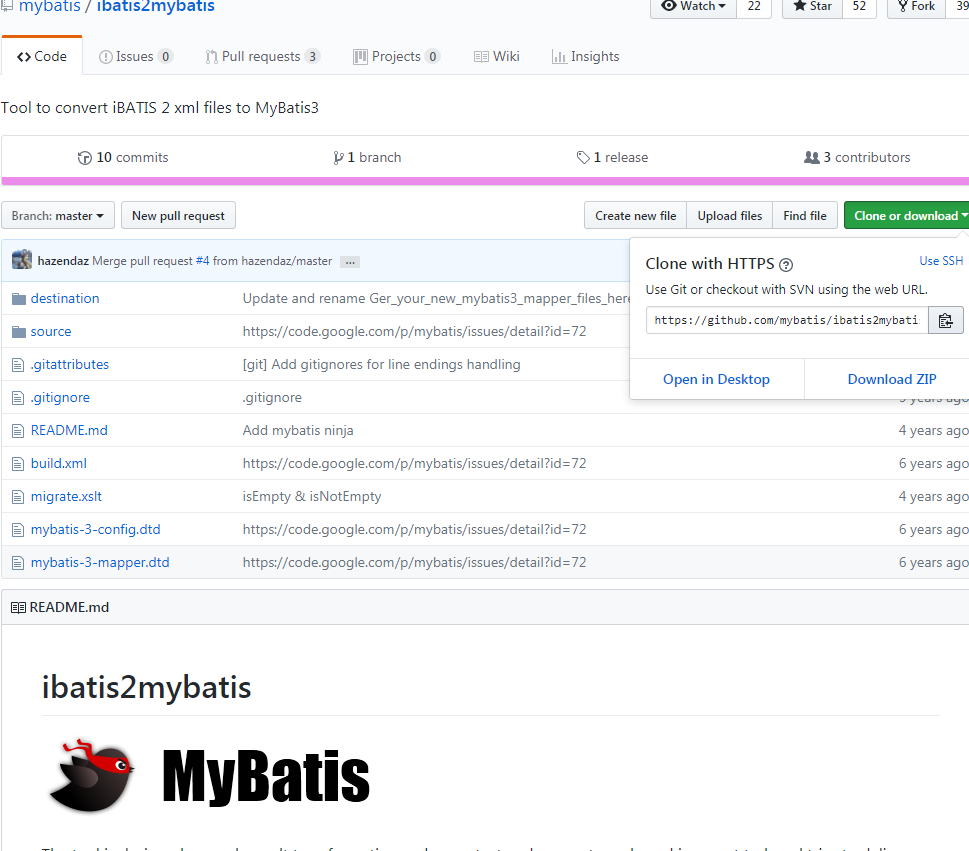 mybatis / ibatis2mybatis
Watch 22 Star 52 Fork 39
Code Issues 0 Pull requests 3 Projects 0 Wiki Insights
Tool to convert iBATIS 2 xml files to MyBatis3
10 commits 1 branch 1 release 3 contributors
Branch: master New pull request Create new file Upload files Find file Clone or download
hazendaz Merge pull request #4 from hazendaz/master ...
Clone with HTTPS ? Use SSH
Use Git or checkout with SVN using the web URL.
https://github.com/mybatis/ibatis2mybati
Open in Desktop Download ZIP
destination Update and rename Ger_your_new_mybatis3_mapper_files_here
source https://code.google.com/p/mybatis/issues/detail?id=72
.gitattributes [git] Add gitignores for line endings handling
.gitignore .gitignore years ago
README.md Add mybatis ninja 4 years ago
build.xml https://code.google.com/p/mybatis/issues/detail?id=72 6 years ago
migrate.xslt isEmpty & isNotEmpty 4 years ago
mybatis-3-config.dtd https://code.google.com/p/mybatis/issues/detail?id=72 6 years ago
mybatis-3-mapper.dtd https://code.google.com/p/mybatis/issues/detail?id=72 6 years ago
README.md
ibatis2mybatis
MyBatis